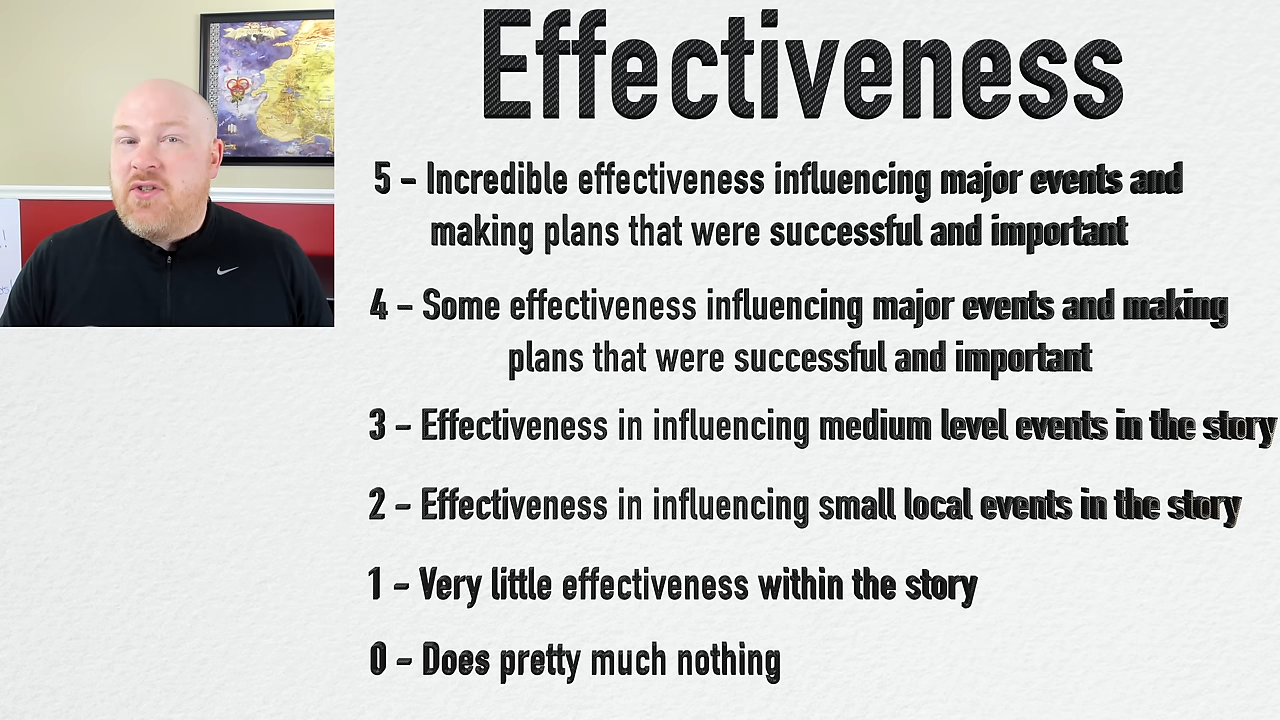 Effectiveness
5 - Incredible effectiveness influencing major events and
making plans that were successful and important
4 - Some effectiveness influencing major events and making
plans that were successful and important
3 - Effectiveness in influencing medium level events in the story
2 - Effectiveness in influencing small local events in the story
1 - Very little effectiveness within the story
0 - Does pretty much nothing